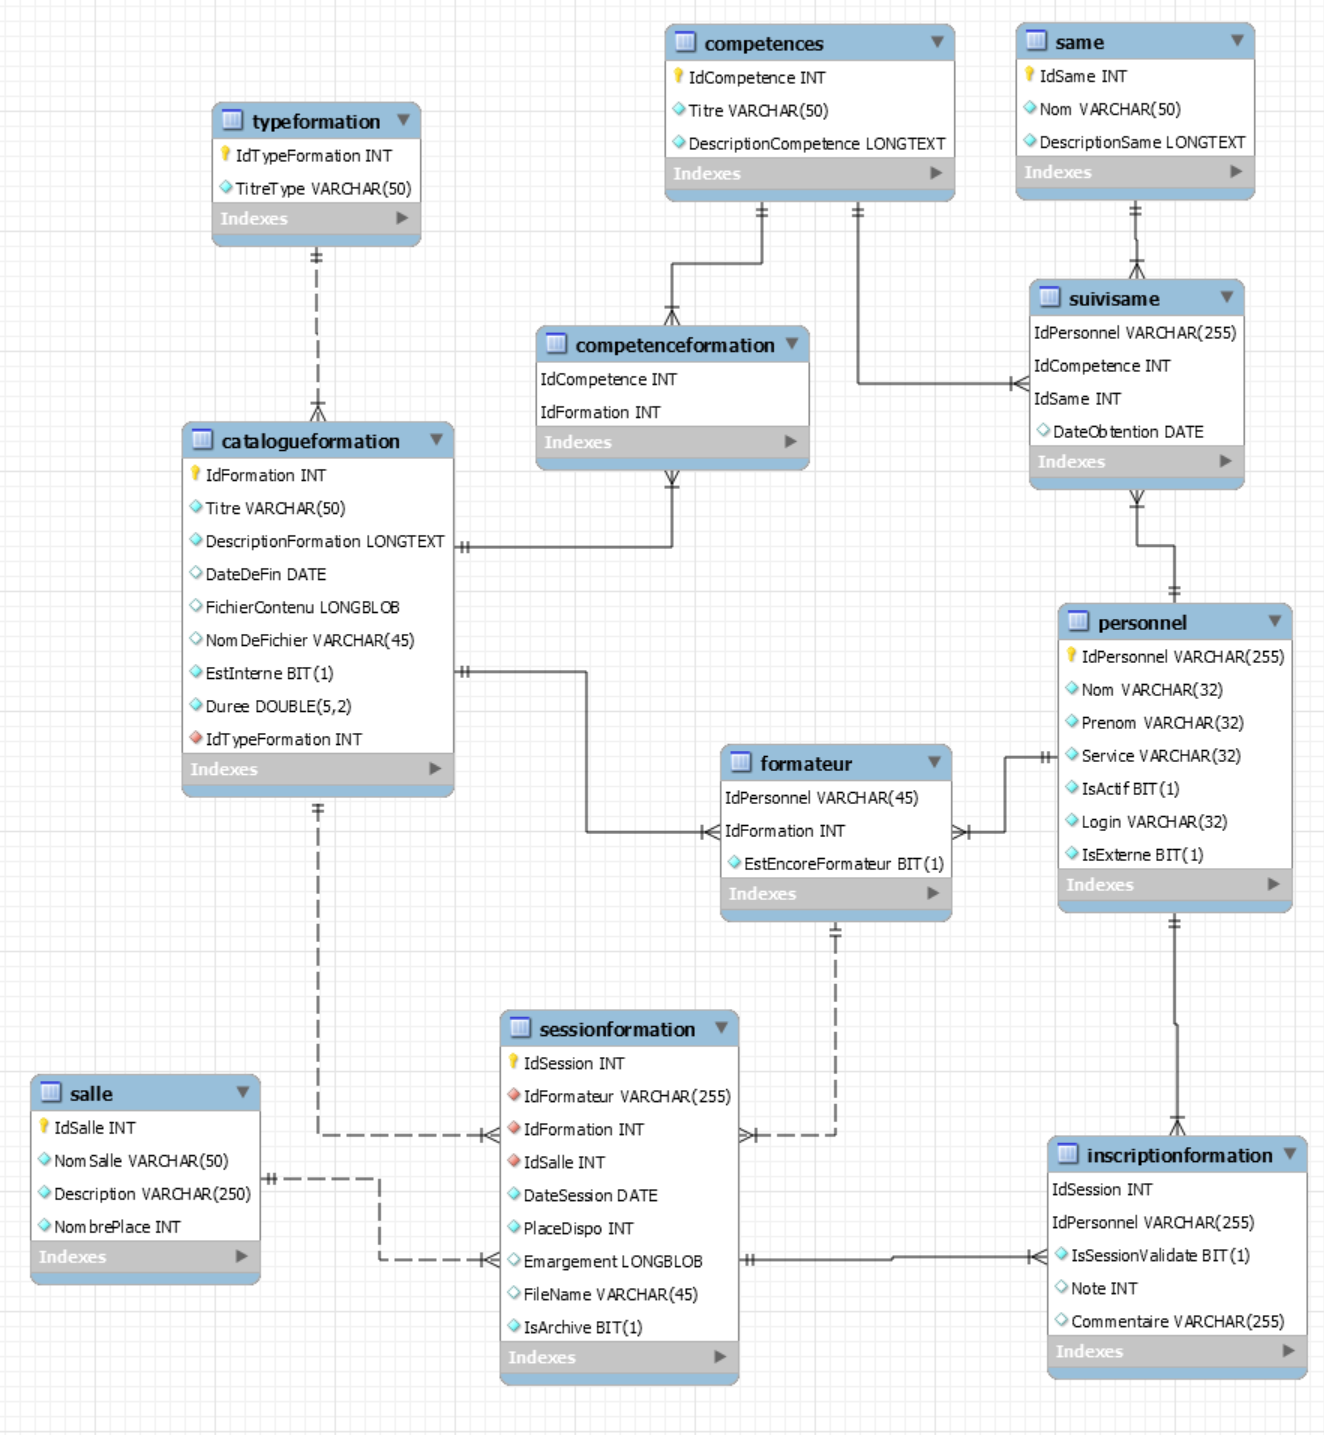 competences
IdCompetence INT
Titre VARCHAR(50)
DescriptionCompetence LONGTEXT
Indexes
same
IdSame INT
Nom VARCHAR(50)
DescriptionSame LONGTEXT
Indexes
typeformation
IdTypeFormation INT
TitreType VARCHAR(50)
Indexes
suivisame
IdPersonnel VARCHAR(255)
IdCompetence INT
IdSame INT
DateObtention DATE
Indexes
competenceformation
IdCompetence INT
IdFormation INT
Indexes
catalogueformation
IdFormation INT
Titre VARCHAR(50)
DescriptionFormation LONGTEXT
DateDeFin DATE
FichierContenu LONGBLOB
NomDeFichier VARCHAR(45)
EstInterne BIT(1)
Duree DOUBLE(5,2)
IdTypeFormation INT
Indexes
personnel
IdPersonnel VARCHAR(255)
Nom VARCHAR(32)
Prenom VARCHAR(32)
Service VARCHAR(32)
IsActif BIT(1)
Login VARCHAR(32)
IsExterne BIT(1)
Indexes
formateur
IdPersonnel VARCHAR(45)
IdFormation INT
EstEncoreFormateur BIT(1)
Indexes
sessionformation
IdSession INT
IdFormateur VARCHAR(255)
IdFormation INT
IdSalle INT
DateSession DATE
PlaceDispo INT
Emargement LONGBLOB
FileName VARCHAR(45)
IsArchive BIT(1)
Indexes
salle
IdSalle INT
NomSalle VARCHAR(50)
Description VARCHAR(250)
NombrePlace INT
Indexes
inscriptionformation
IdSession INT
IdPersonnel VARCHAR(255)
IsSessionValidate BIT(1)
Note INT
Commentaire VARCHAR(255)
Indexes